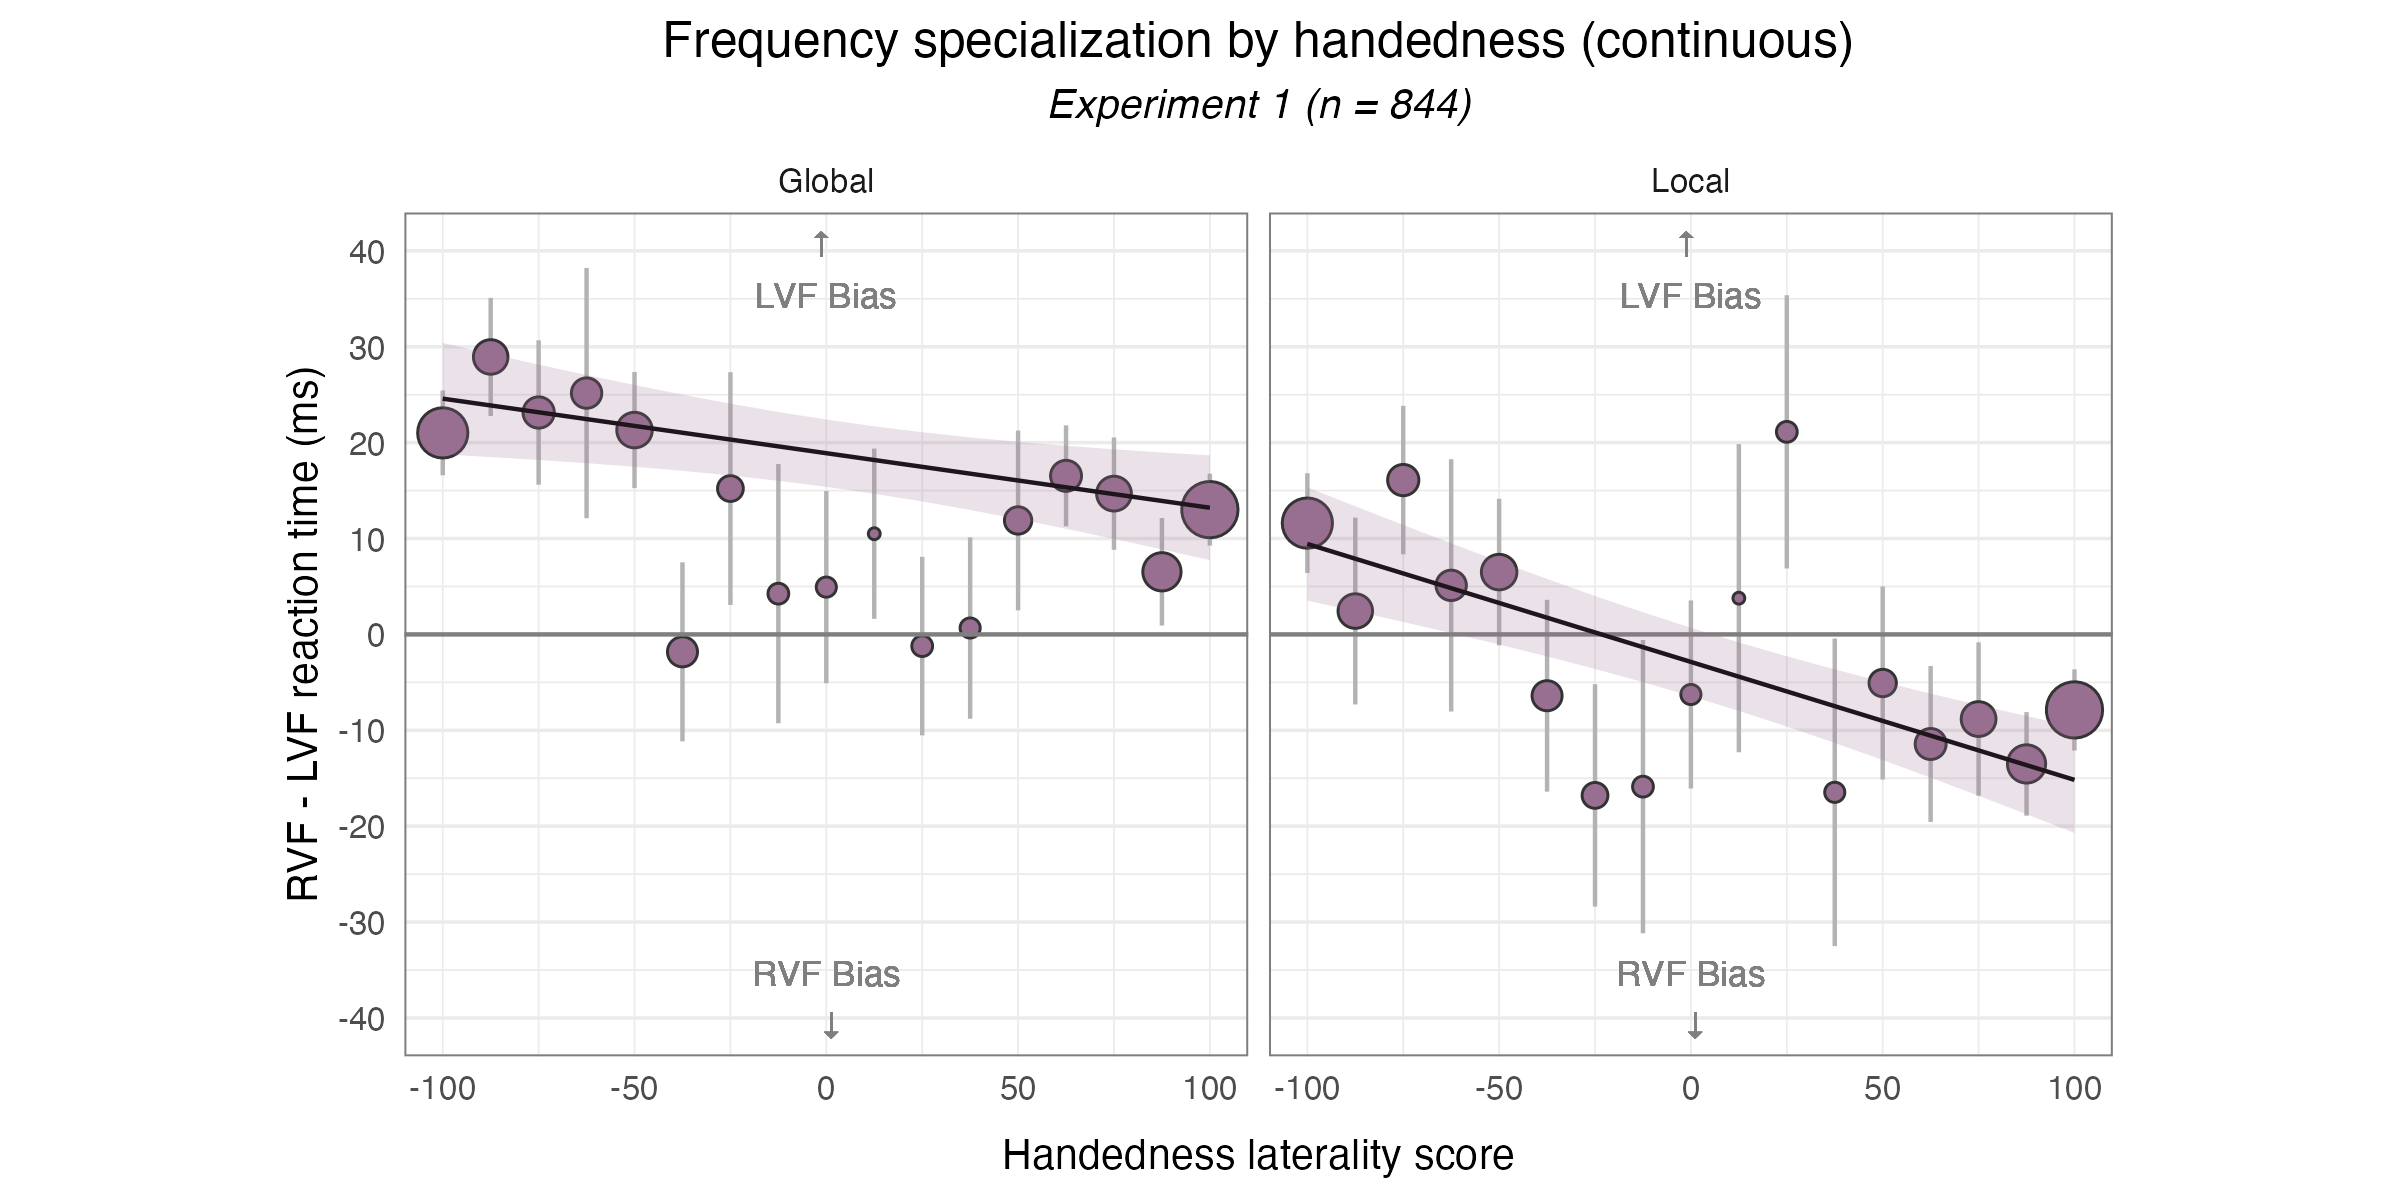 Frequency specialization by handedness (continuous)
Experiment 1 (n = 844)
Global
Local
↑
LVF Bias
↑
LVF Bias
RVF Bias
↓
RVF Bias
↓
40
30
20
10
0
-10
-20
-30
-40
RVF - LVF reaction time (ms)
-100 -50 0 50 100
-100 -50 0 50 100
Handedness laterality score